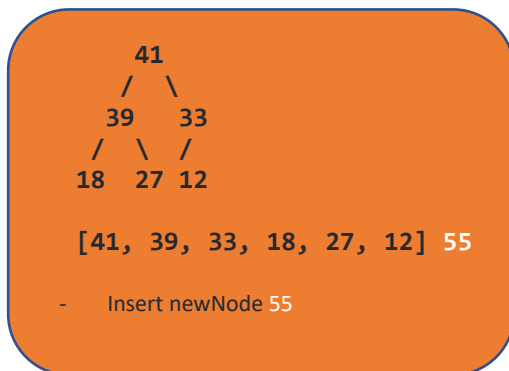 41
/ \
39 33
/ \ /
18 27 12
[41, 39, 33, 18, 27, 12] 55
- Insert newNode 55